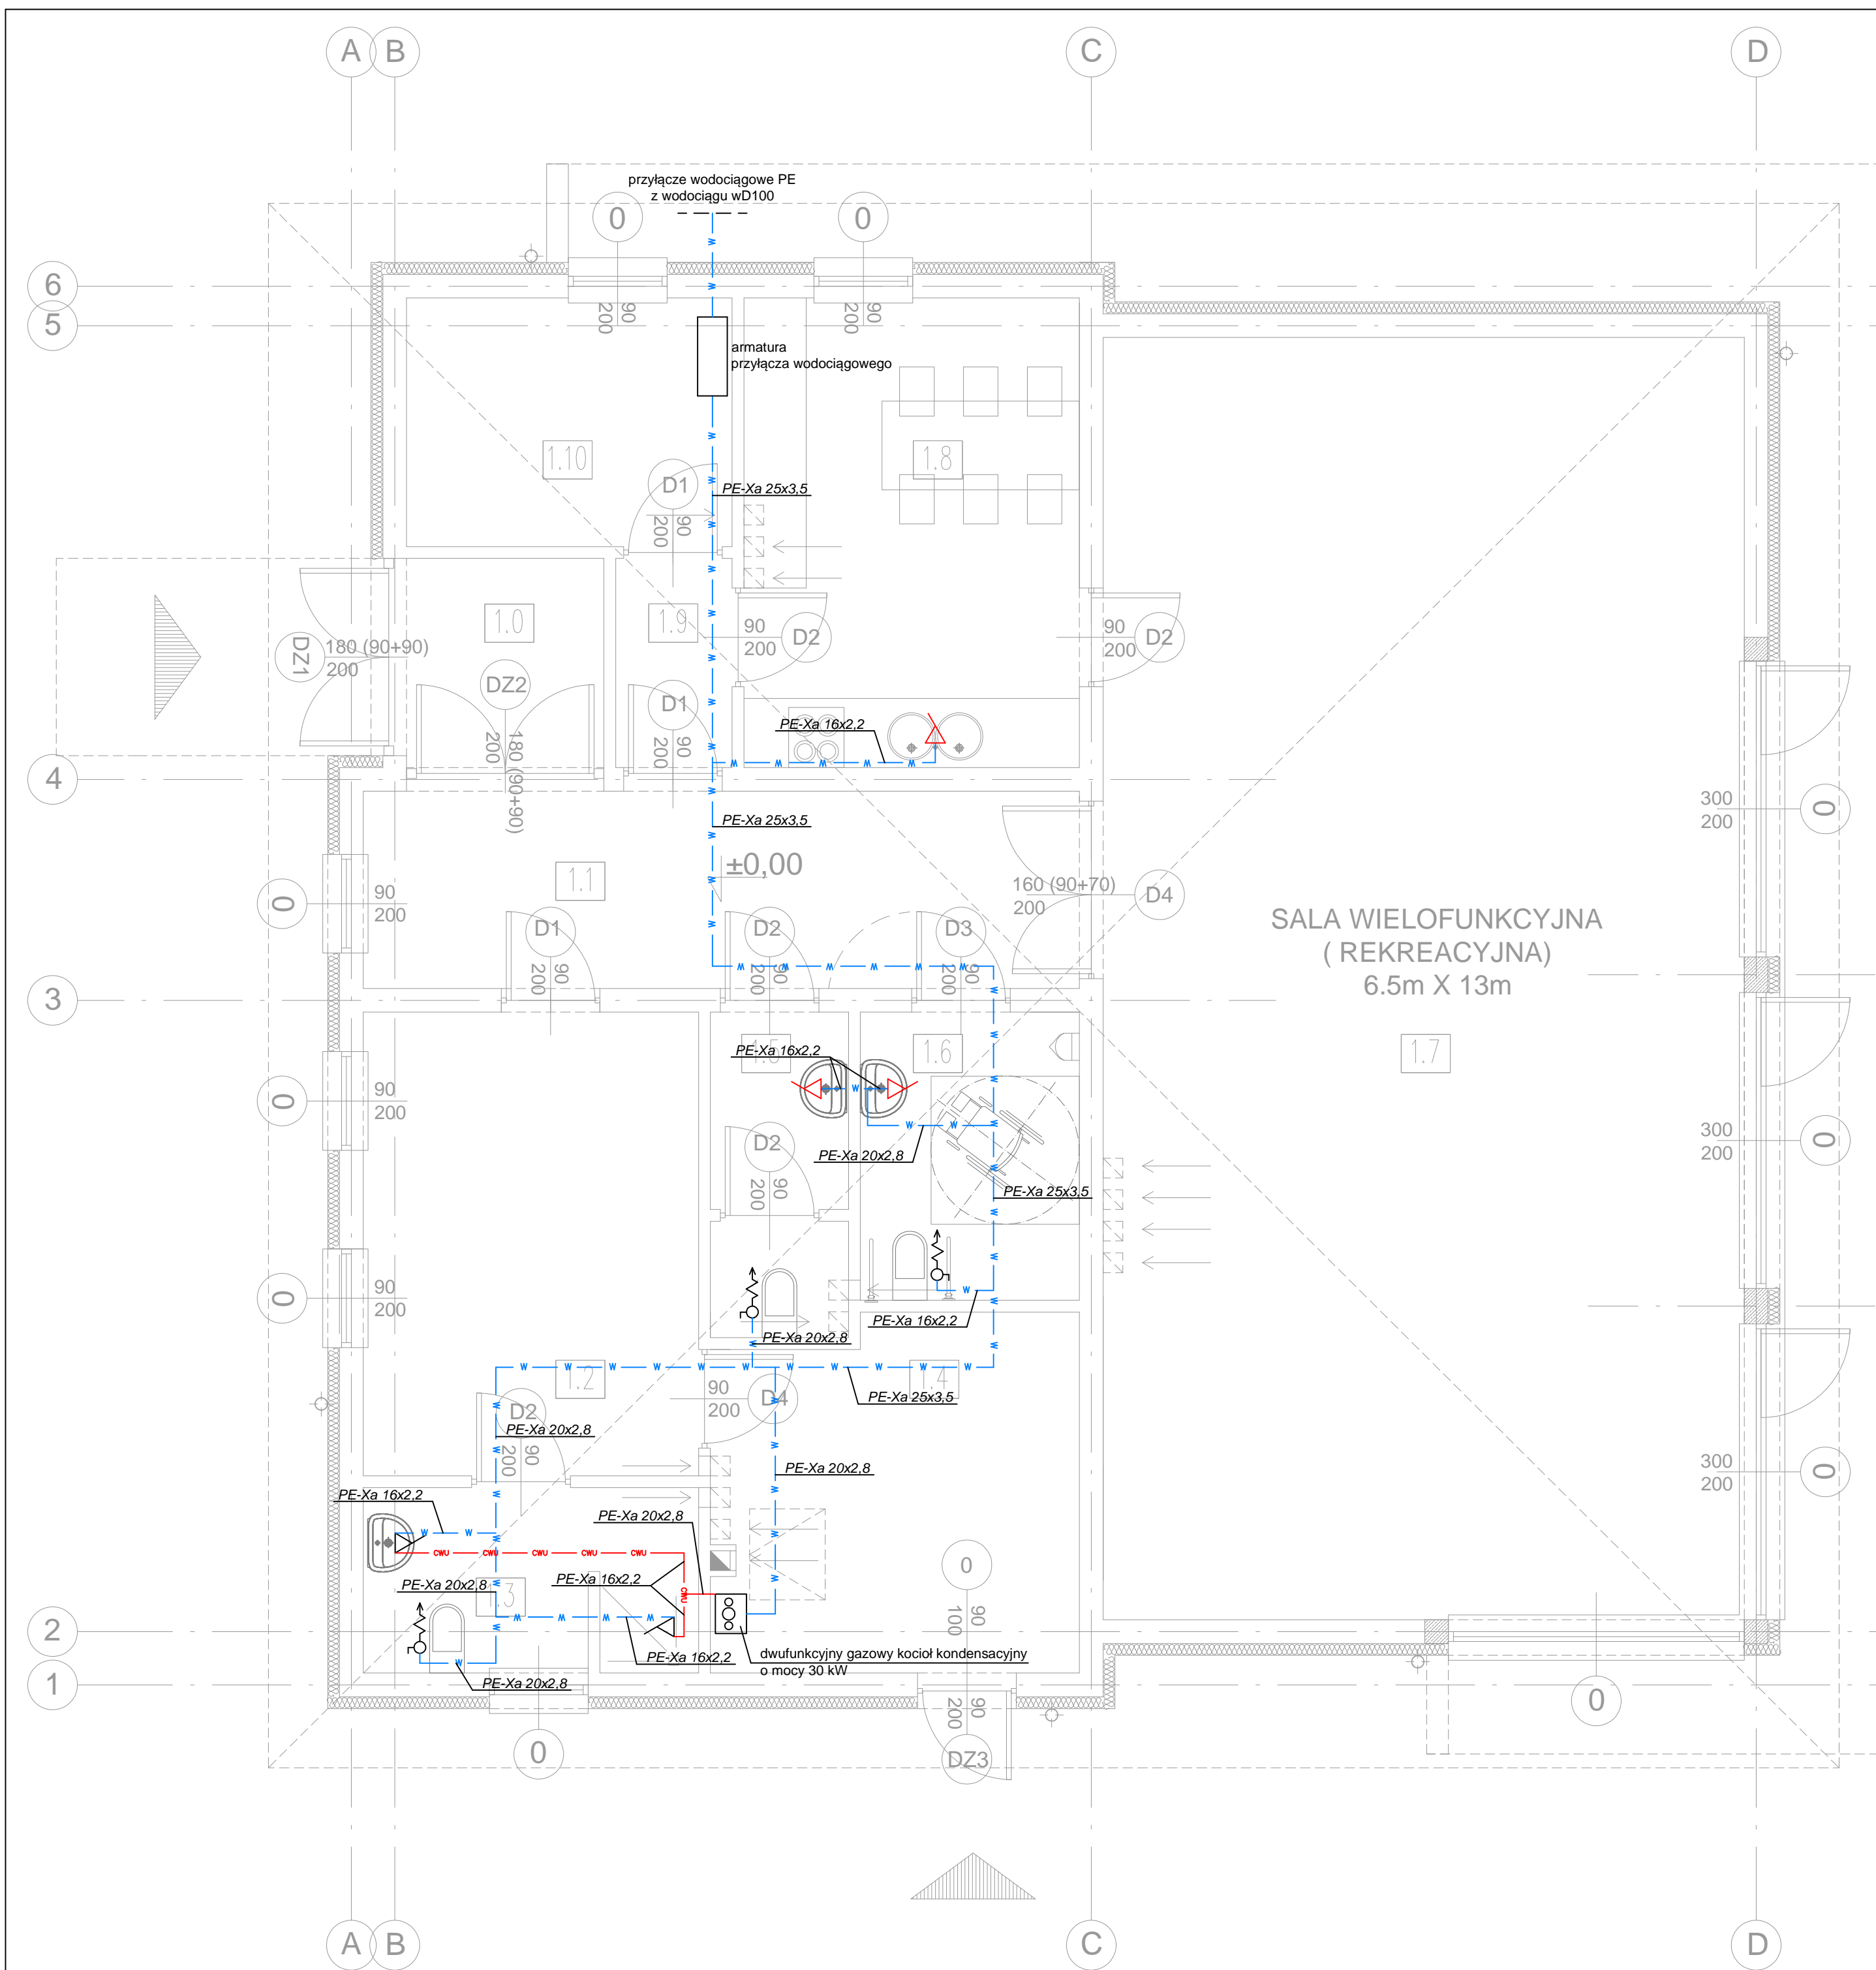 A
B
C
D
przyłącze wodociągowe PE
z wodociągu wD100
0
0
6
5
90
200
90
200
armatura
przyłącza wodociągowego
1.10
1.8
D1
PE-Xa 25x3,5
90
200
1.0
1.9
90
200
D2
90
200
D2
DZ1
180 (90+90)
200
DZ2
D1
PE-Xa 16x2,2
180 (90+90)
200
90
200
4
300
200
0
PE-Xa 25x3,5
±0,00
1.1
90
200
0
160 (90+70)
200
D4
D1
D2
D3
SALA WIELOFUNKCYJNA
( REKREACYJNA)
6.5m X 13m
90
200
90
200
90
200
3
1.5
1.6
1.7
PE-Xa 16x2,2
90
200
0
D2
300
200
0
PE-Xa 20x2,8
90
200
PE-Xa 25x3,5
90
200
0
PE-Xa 16x2,2
PE-Xa 20x2,8
1.2
1.4
90
200
D4
PE-Xa 25x3,5
D2
PE-Xa 20x2,8
90
200
300
200
0
PE-Xa 20x2,8
PE-Xa 16x2,2
PE-Xa 20x2,8
W W
CWU CWU CWU CWU CWU
0
PE-Xa 16x2,2
PE-Xa 20x2,8
1.3
CWU
90
100
2
PE-Xa 16x2,2
dwufunkcyjny gazowy kocioł kondensacyjny
o mocy 30 kW
PE-Xa 20x2,8
1
90
200
0
0
DZ3
A
B
C
D